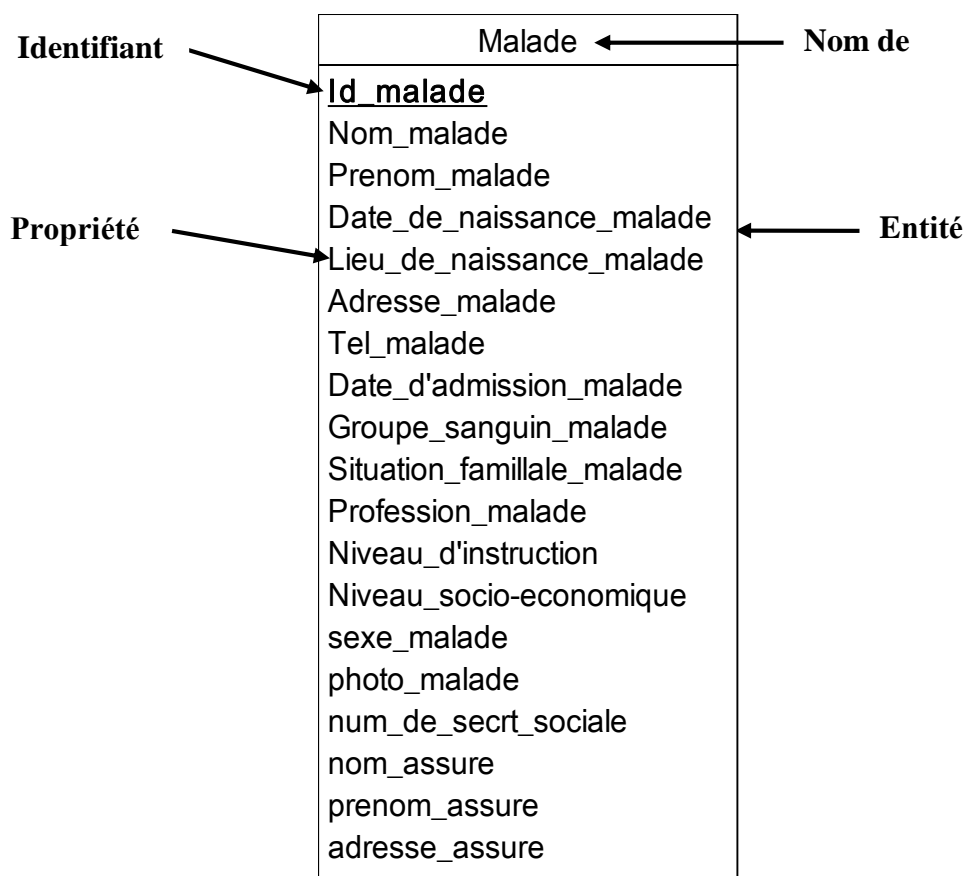 Identifiant
Malade
Nom de
Id_malade
Nom_malade
Prenom_malade
Date_de_naissance_malade
Propriété
Entité
Lieu_de_naissance_malade
Adresse_malade
Tel_malade
Date_d'admission_malade
Groupe_sanguin_malade
Situation_famillale_malade
Profession_malade
Niveau_d'instruction
Niveau_socio-economique
sexe_malade
photo_malade
num_de_secrt_sociale
nom_assure
prenom_assure
adresse_assure